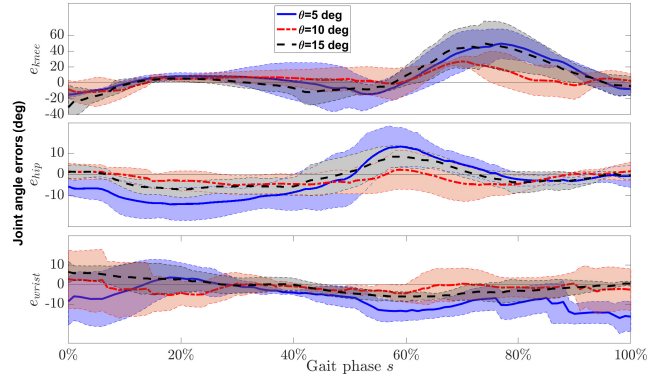 θ=5 deg
θ=10 deg
θ=15 deg
Joint angle errors (deg)
e_knee
60
40
20
0
-20
-40
e_hip
10
0
-10
e_wrist
10
0
-10
0% 20% 40% 60% 80% 100%
Gait phase s